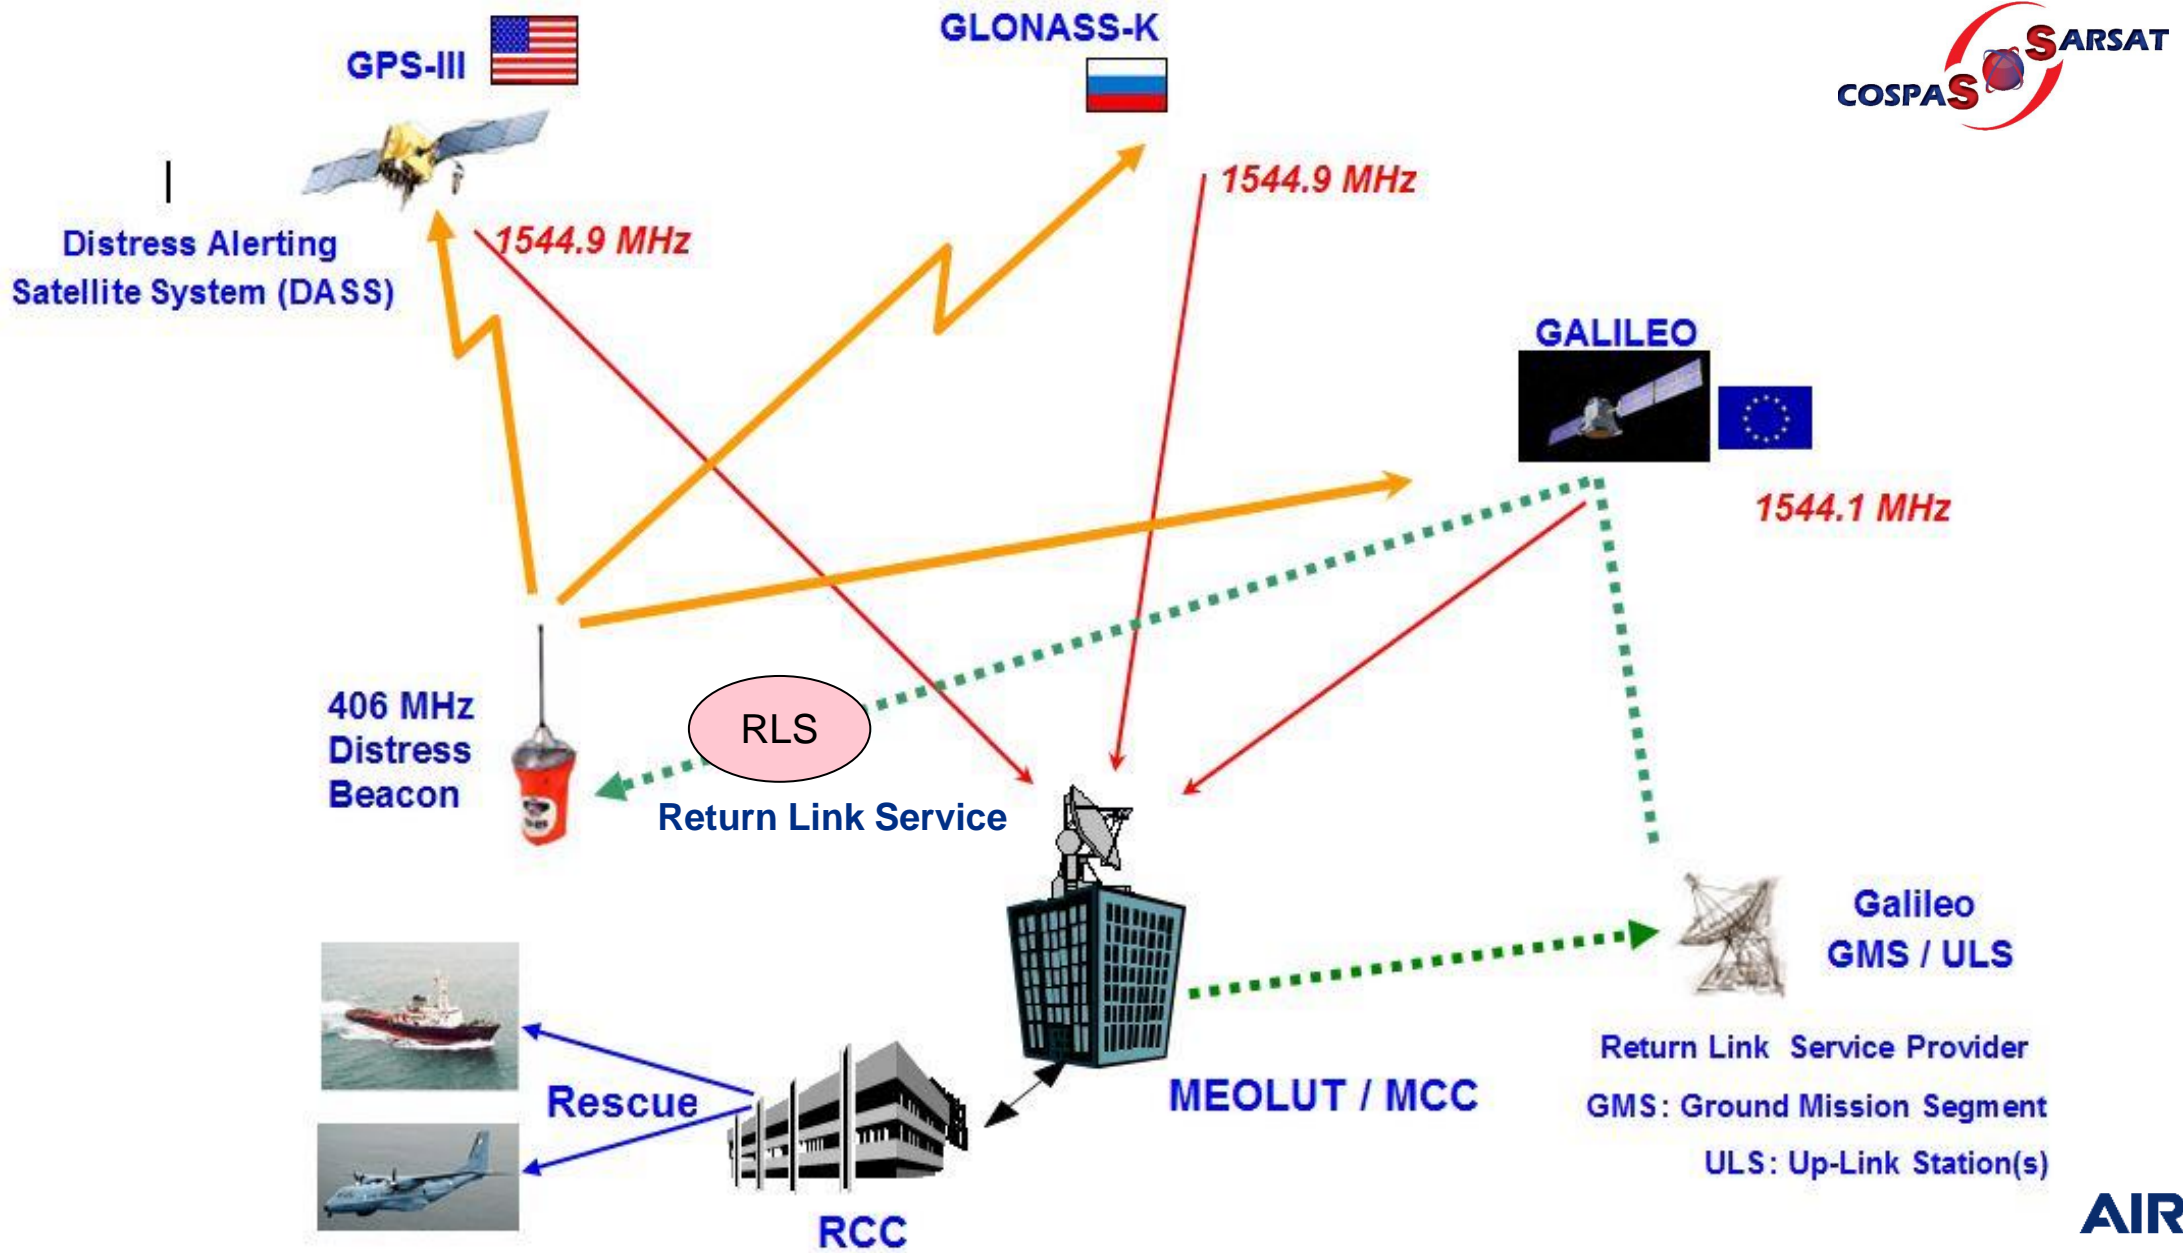 GPS-III
GLONASS-K
COSPAS SARSAT
1544.9 MHz
Distress Alerting
Satellite System (DASS)
1544.9 MHz
GALILEO
1544.1 MHz
406 MHz
Distress
Beacon
RLS
Return Link Service
Galileo
GMS / ULS
Return Link Service Provider
GMS: Ground Mission Segment
ULS: Up-Link Station(s)
MEOLUT / MCC
Rescue
RCC
AIR